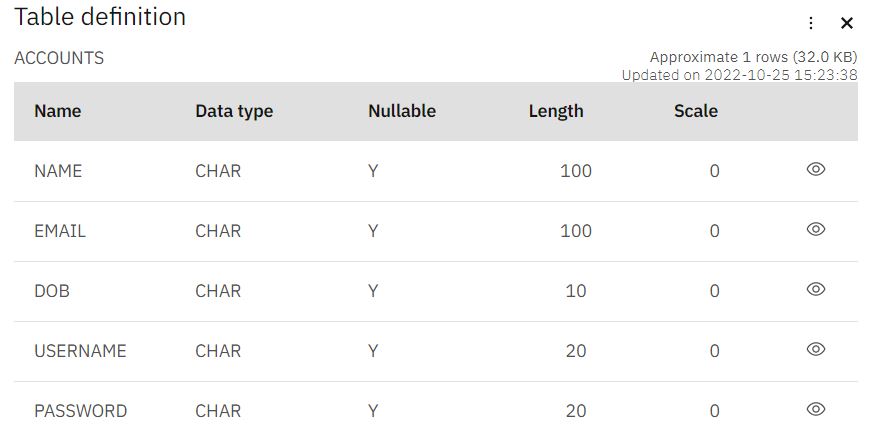 Table definition
ACCOUNTS
Approximate 1 rows (32.0 KB)
Updated on 2022-10-25 15:23:38
Name Data type Nullable Length Scale
NAME CHAR Y 100 0
EMAIL CHAR Y 100 0
DOB CHAR Y 10 0
USERNAME CHAR Y 20 0
PASSWORD CHAR Y 20 0